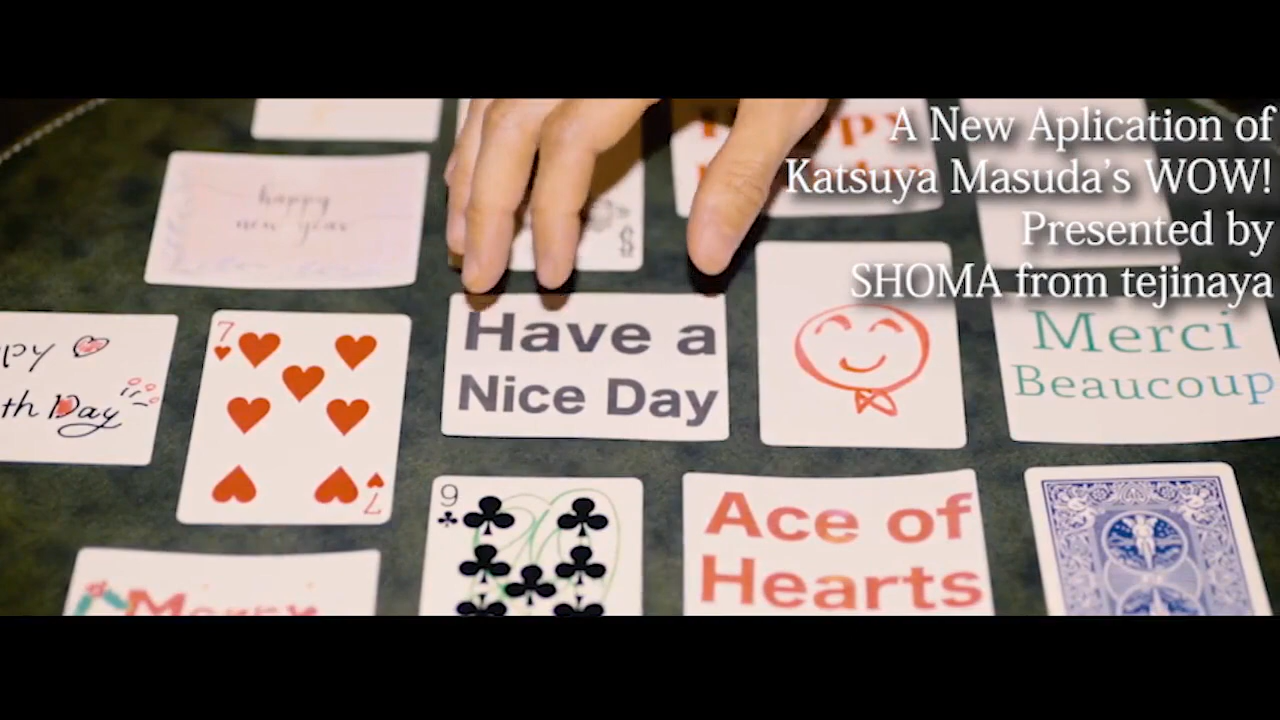 A New Aplication of
Katsuya Masuda's WOW!
Presented by
SHOMA from tejinaya
happy
new year
Have a
Nice Day
Merci
Beaucoup
7
7
9
Day
Ace of
Hearts
Merry